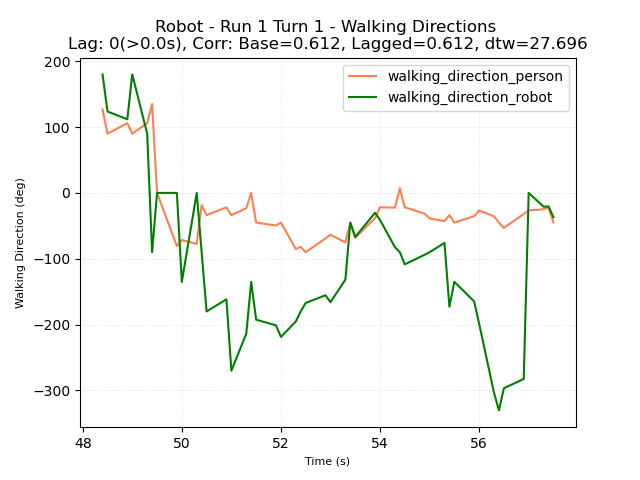 Robot - Run 1 Turn 1 - Walking Directions
Lag: 0(>0.0s), Corr: Base=0.612, Lagged=0.612, dtw=27.696
walking_direction_person
walking_direction_robot
200
100
0
−100
−200
−300
Walking Direction (deg)
48
50
52
54
56
Time (s)